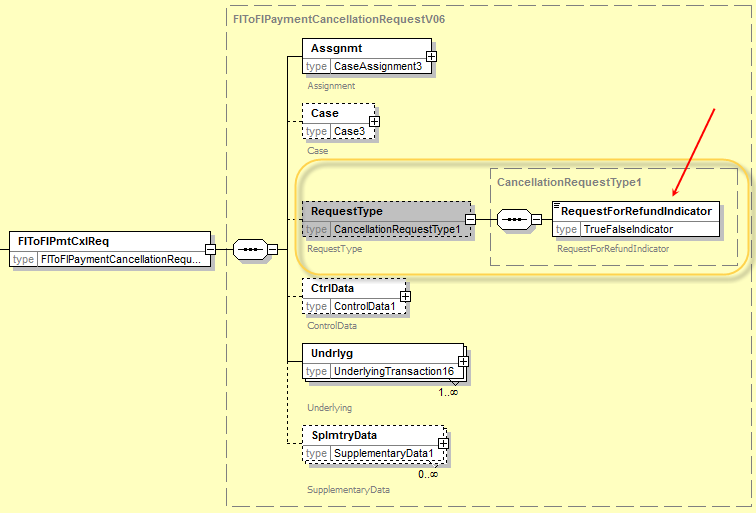 FIToFIPaymentCancellationRequestV06
Assgnmt
type CaseAssignment3
Assignment
Case
type Case3
Case
CancellationRequestType1
RequestType
type CancellationRequestType1
RequestType
RequestForRefundIndicator
type TrueFalseIndicator
RequestForRefundIndicator
FIToFIPmtCxlReq
type FIToFIPaymentCancellationRequ...
CtrlData
type ControlData1
ControlData
Undrlyg
type UnderlyingTransaction16
1..∞
Underlying
SplmtryData
type SupplementaryData1
0..∞
SupplementaryData